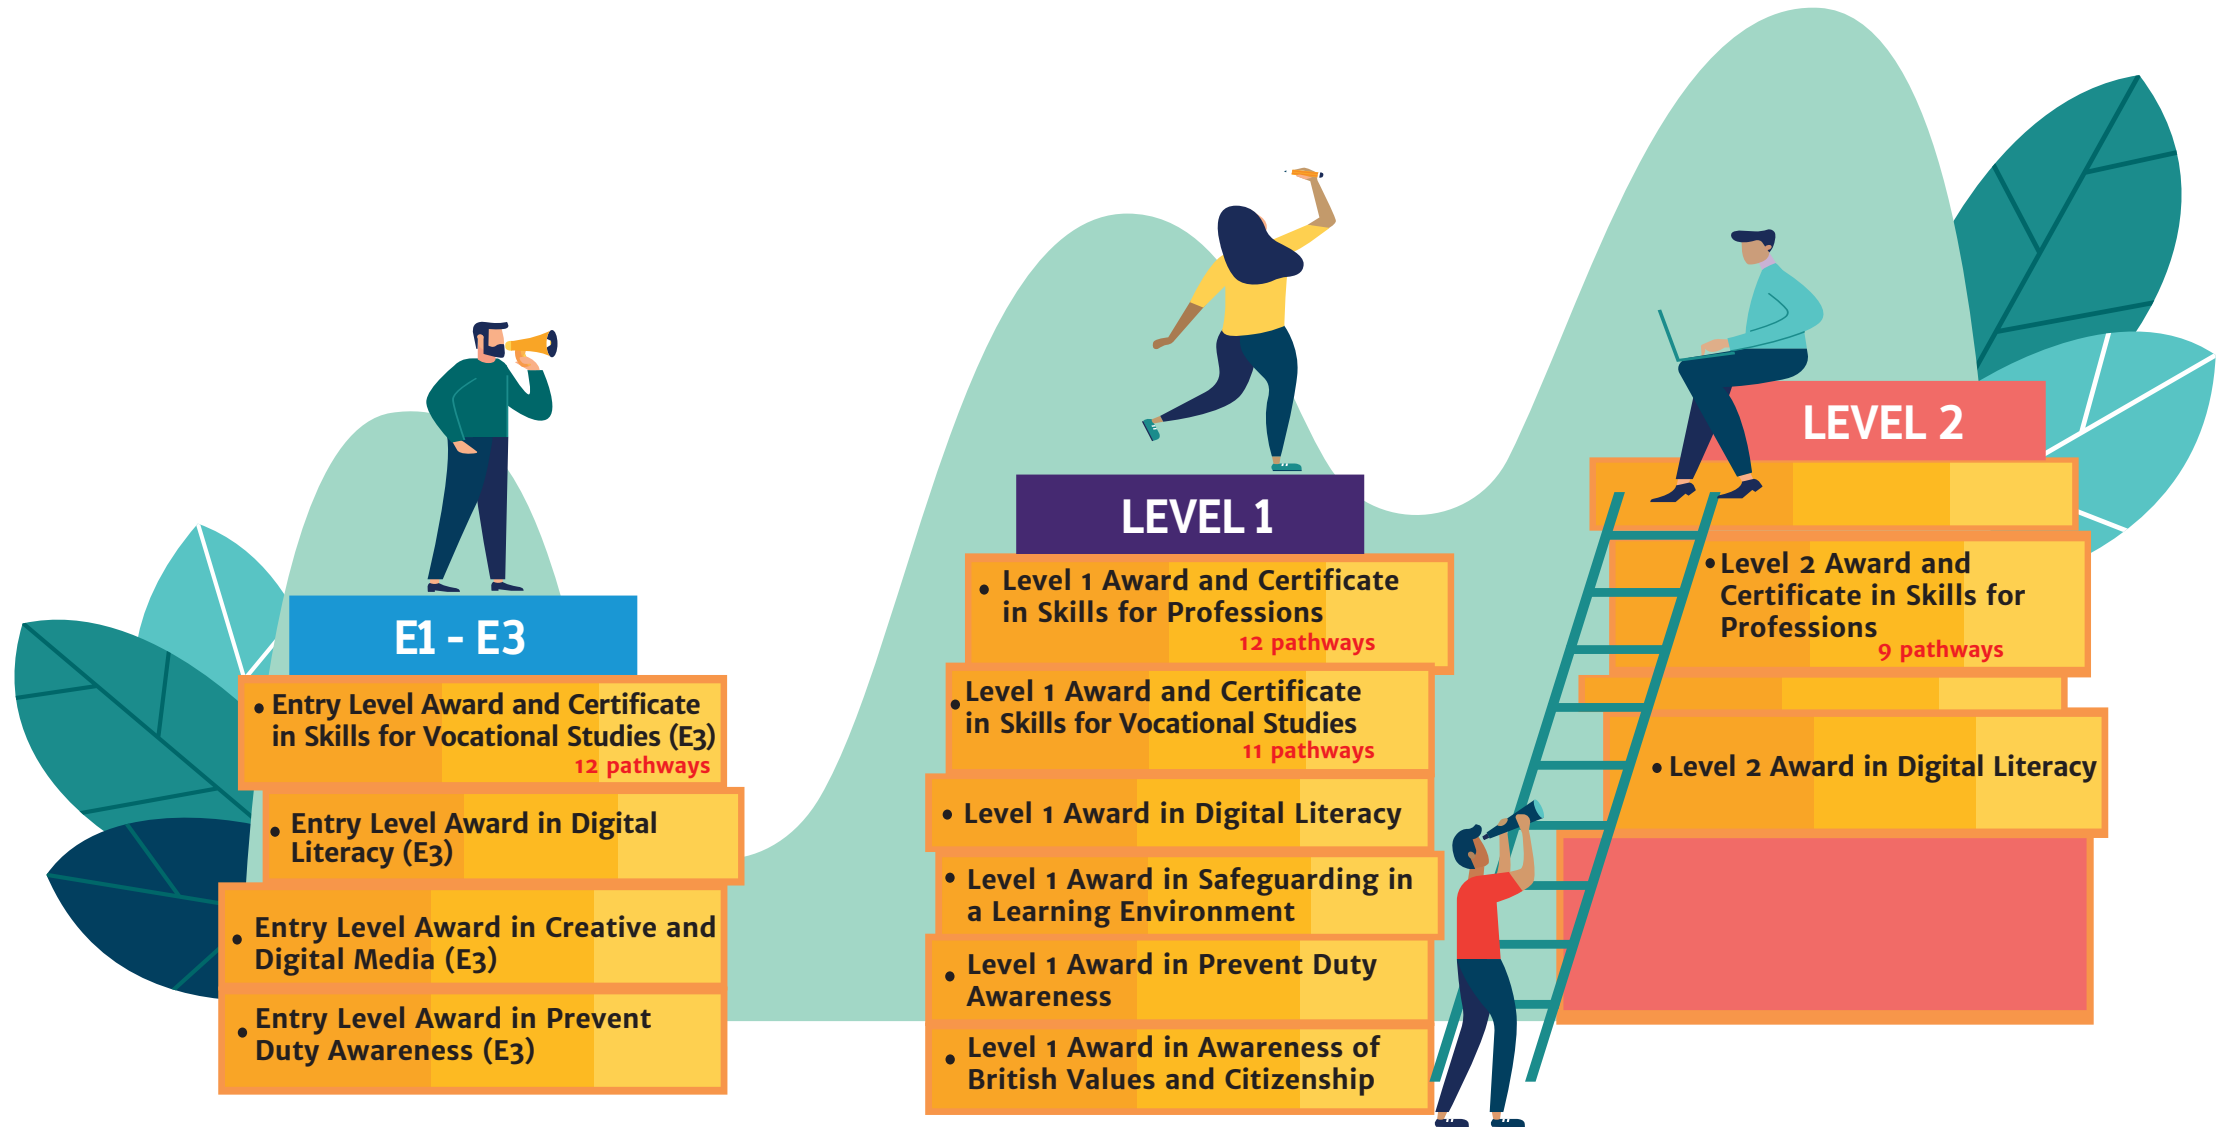 E1 - E3
• Entry Level Award and Certificate
in Skills for Vocational Studies (E3)
12 pathways
• Entry Level Award in Digital
Literacy (E3)
• Entry Level Award in Creative and
Digital Media (E3)
• Entry Level Award in Prevent
Duty Awareness (E3)
LEVEL 1
• Level 1 Award and Certificate
in Skills for Professions
12 pathways
• Level 1 Award and Certificate
in Skills for Vocational Studies
11 pathways
• Level 1 Award in Digital Literacy
• Level 1 Award in Safeguarding in
a Learning Environment
• Level 1 Award in Prevent Duty
Awareness
• Level 1 Award in Awareness of
British Values and Citizenship
LEVEL 2
• Level 2 Award and
Certificate in Skills for
Professions
9 pathways
• Level 2 Award in Digital Literacy